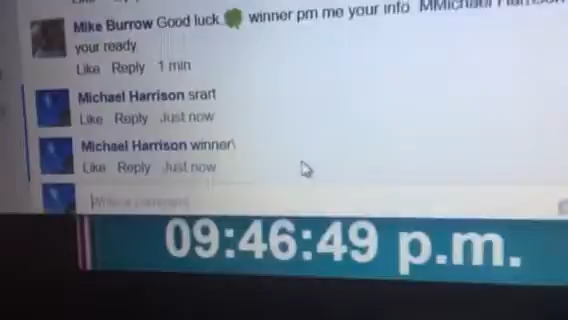 Mike Burrow Good luck 🍀 winner pm me your info MMichael Harrison
your ready
Like Reply 1 min
Michael Harrison srart
Like Reply Just now
Michael Harrison winner\
Like Reply Just now
Write a comment
09:46:49 p.m.